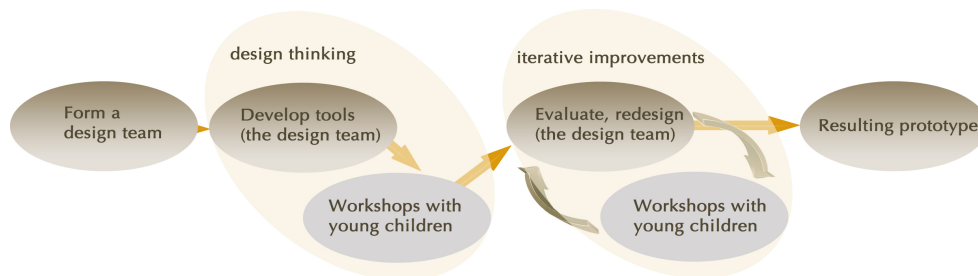 design thinking
iterative improvements
Form a
design team
Develop tools
(the design team)
Evaluate, redesign
(the design team)
Resulting prototype
Workshops with
young children
Workshops with
young children